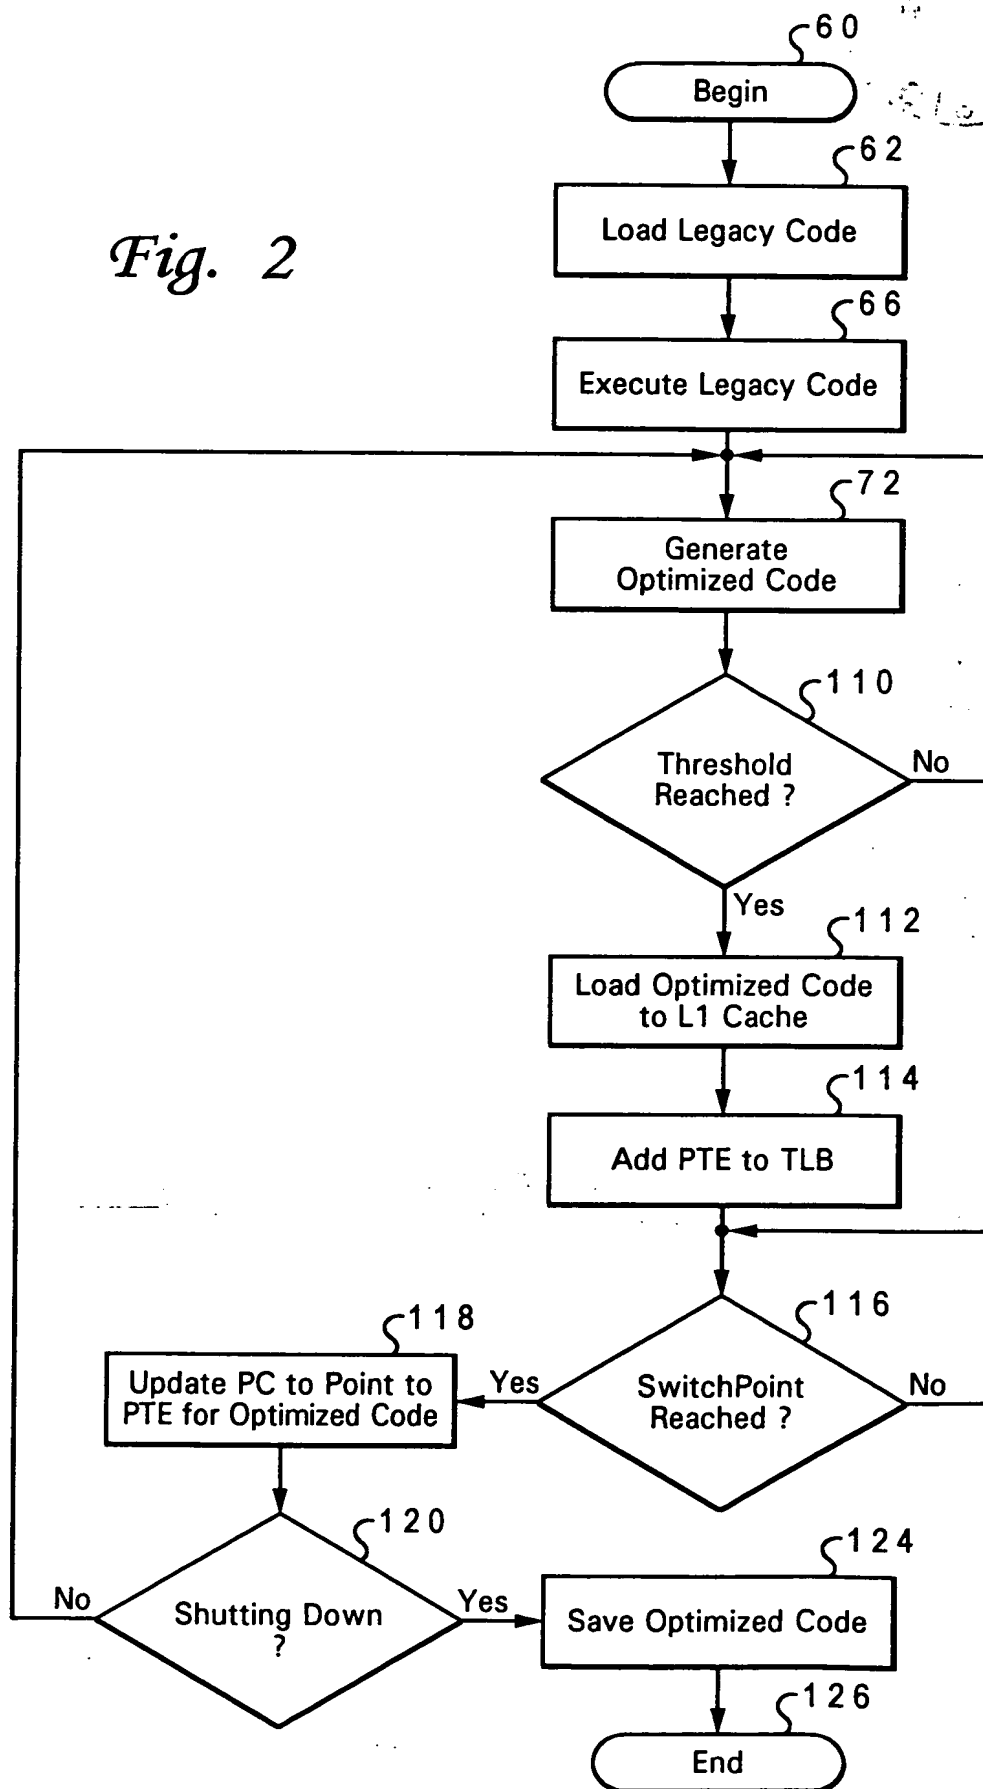 60
Begin
62
Load Legacy Code
Fig. 2
66
Execute Legacy Code
72
Generate
Optimized Code
110
Threshold
Reached ?
No
Yes
112
Load Optimized Code
to L1 Cache
114
Add PTE to TLB
116
SwitchPoint
Reached ?
No
Yes
118
Update PC to Point to
PTE for Optimized Code
120
Shutting Down
?
No
Yes
124
Save Optimized Code
126
End